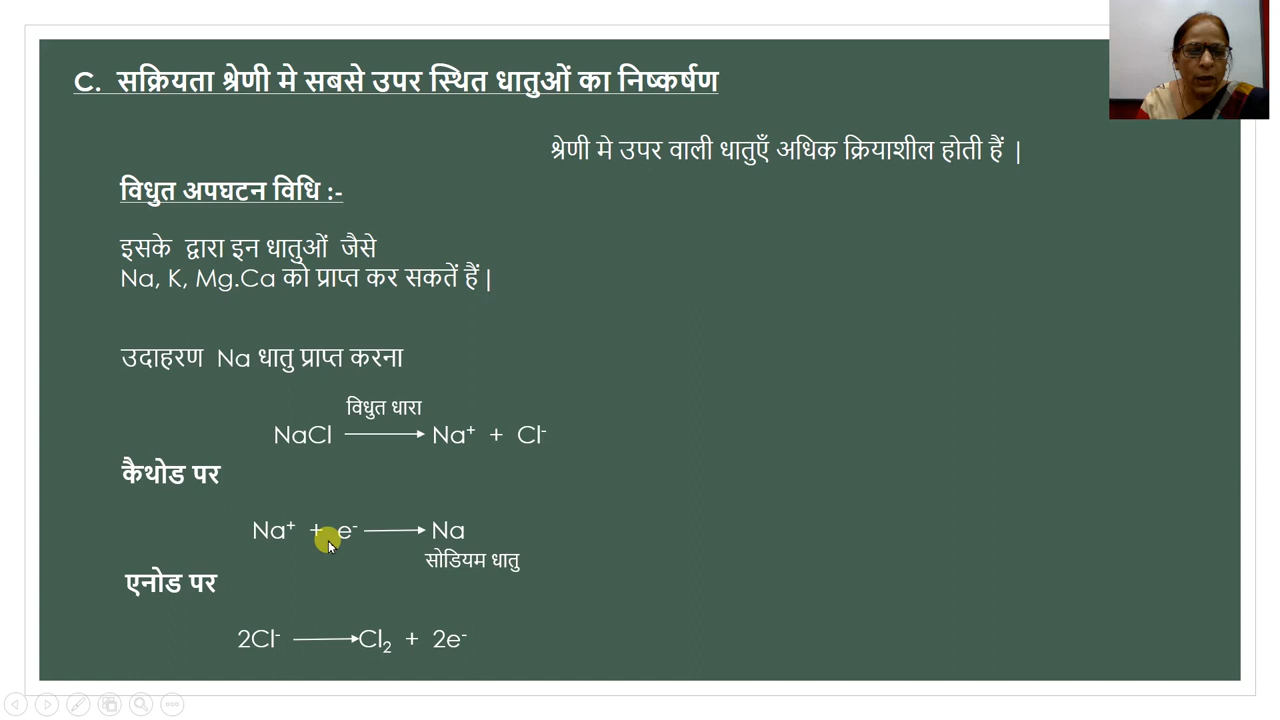 C. सक्रियता श्रेणी मे सबसे उपर स्थित धातुओं का निष्कर्षण
श्रेणी मे उपर वाली धातुएँ अधिक क्रियाशील होती हैं |
विधुत अपघटन विधि :-
इसके द्वारा इन धातुओं जैसे
Na, K, Mg.Ca को प्राप्त कर सकतें हैं|
उदाहरण Na धातु प्राप्त करना
विधुत धारा
NaCl ⟶ Na⁺ + Cl⁻
कैथोड पर
Na⁺ + e⁻ ⟶ Na
सोडियम धातु
एनोड पर
2Cl⁻ ⟶ Cl₂ + 2e⁻